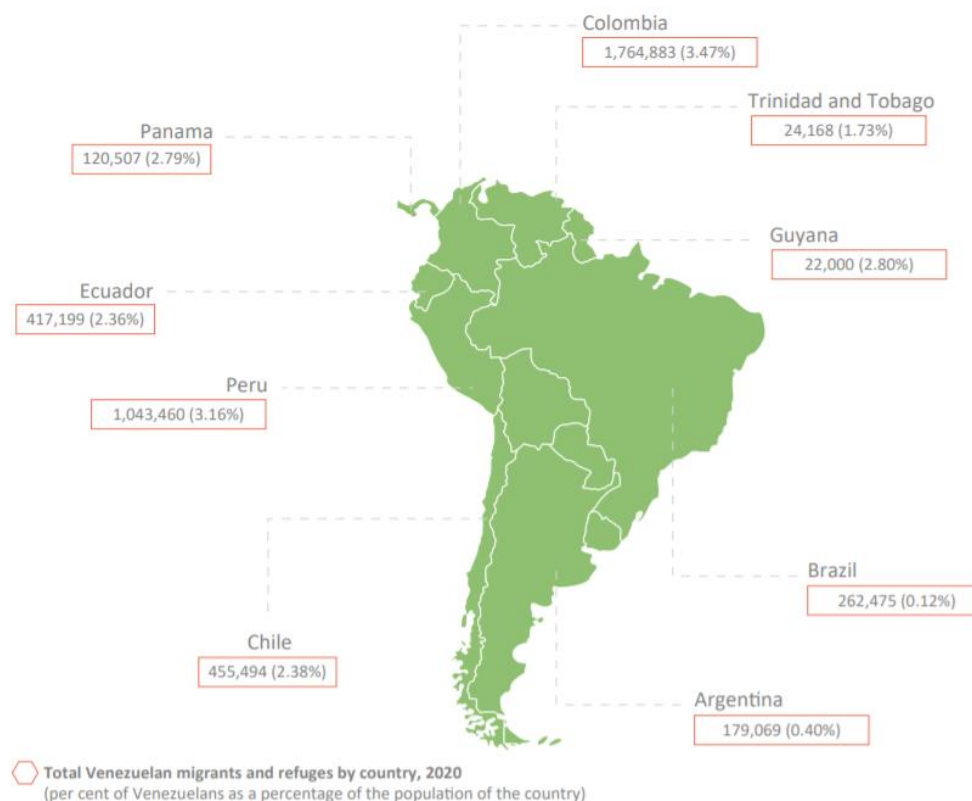 Colombia
1,764,883 (3.47%)
Trinidad and Tobago
24,168 (1.73%)
Panama
120,507 (2.79%)
Guyana
22,000 (2.80%)
Ecuador
417,199 (2.36%)
Peru
1,043,460 (3.16%)
Brazil
262,475 (0.12%)
Chile
455,494 (2.38%)
Argentina
179,069 (0.40%)
Total Venezuelan migrants and refuges by country, 2020
(per cent of Venezuelans as a percentage of the population of the country)